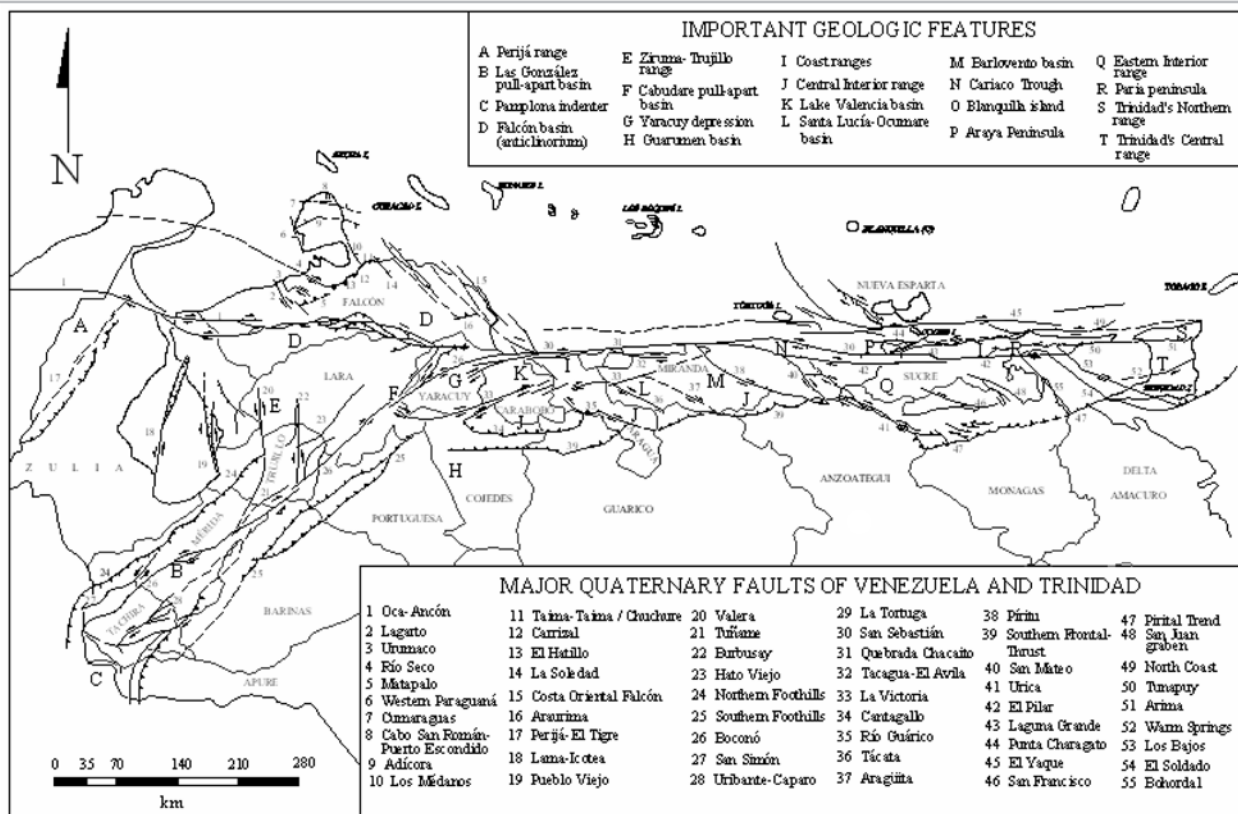 IMPORTANT GEOLOGIC FEATURES
A Perijá range
B Las González
pull-apart basin
C Pamplona indenter
D Falcón basin
(anticlinorium)
E Ziruma-Trujillo
range
F Cabudare pull-apart
basin
G Yaracuy depression
H Guarumen basin
I Coast ranges
J Central Interior range
K Lake Valencia basin
L Santa Lucía-Ocumare
basin
M Barlovento basin
N Cariaco Trough
O Blanquilla island
P Araya Peninsula
Q Eastern Interior
range
R Paria peninsula
S Trinidad's Northern
range
T Trinidad's Central
range
N
CURACAO I.
LOS ROQUES I.
BLANQUILLA (O)
TORTUGA I.
TOBAGO I.
NUEVA ESPARTA
FALCÓN
LARA
YARACUY
CARABOBO
ARAGUA
MIRANDA
SUCRE
ZULIA
TRUJILLO
MÉRIDA
TACHIRA
BARINAS
APURE
PORTUGUESA
COJEDES
GUARICO
ANZOATEGUI
MONAGAS
DELTA
AMACURO
0 35 70 140 210 280
km
MAJOR QUATERNARY FAULTS OF VENEZUELA AND TRINIDAD
1 Oca-Ancón
2 Lagarto
3 Urumaco
4 Río Seco
5 Matapalo
6 Western Paraguaná
7 Cumaraguas
8 Cabo San Román-
Puerto Escondido
9 Adícora
10 Los Médanos
11 Taima-Taima / Chuchure
12 Carrizal
13 El Hatillo
14 La Soledad
15 Costa Oriental Falcón
16 Araurima
17 Perijá-El Tigre
18 Lama-Icotea
19 Pueblo Viejo
20 Valera
21 Tuñame
22 Burbusay
23 Hato Viejo
24 Northern Foothills
25 Southern Foothills
26 Boconó
27 San Simón
28 Uribante-Caparo
29 La Tortuga
30 San Sebastián
31 Quebrada Chacaito
32 Tacagua-El Avila
33 La Victoria
34 Cantagallo
35 Río Guárico
36 Tácata
37 Aragüita
38 Píritu
39 Southern Frontal-
Thrust
40 San Mateo
41 Urica
42 El Pilar
43 Laguna Grande
44 Punta Charagato
45 El Yaque
46 San Francisco
47 Pirital Trend
48 San Juan
graben
49 North Coast
50 Tunapuy
51 Arima
52 Warm Springs
53 Los Bajos
54 El Soldado
55 Bohordal